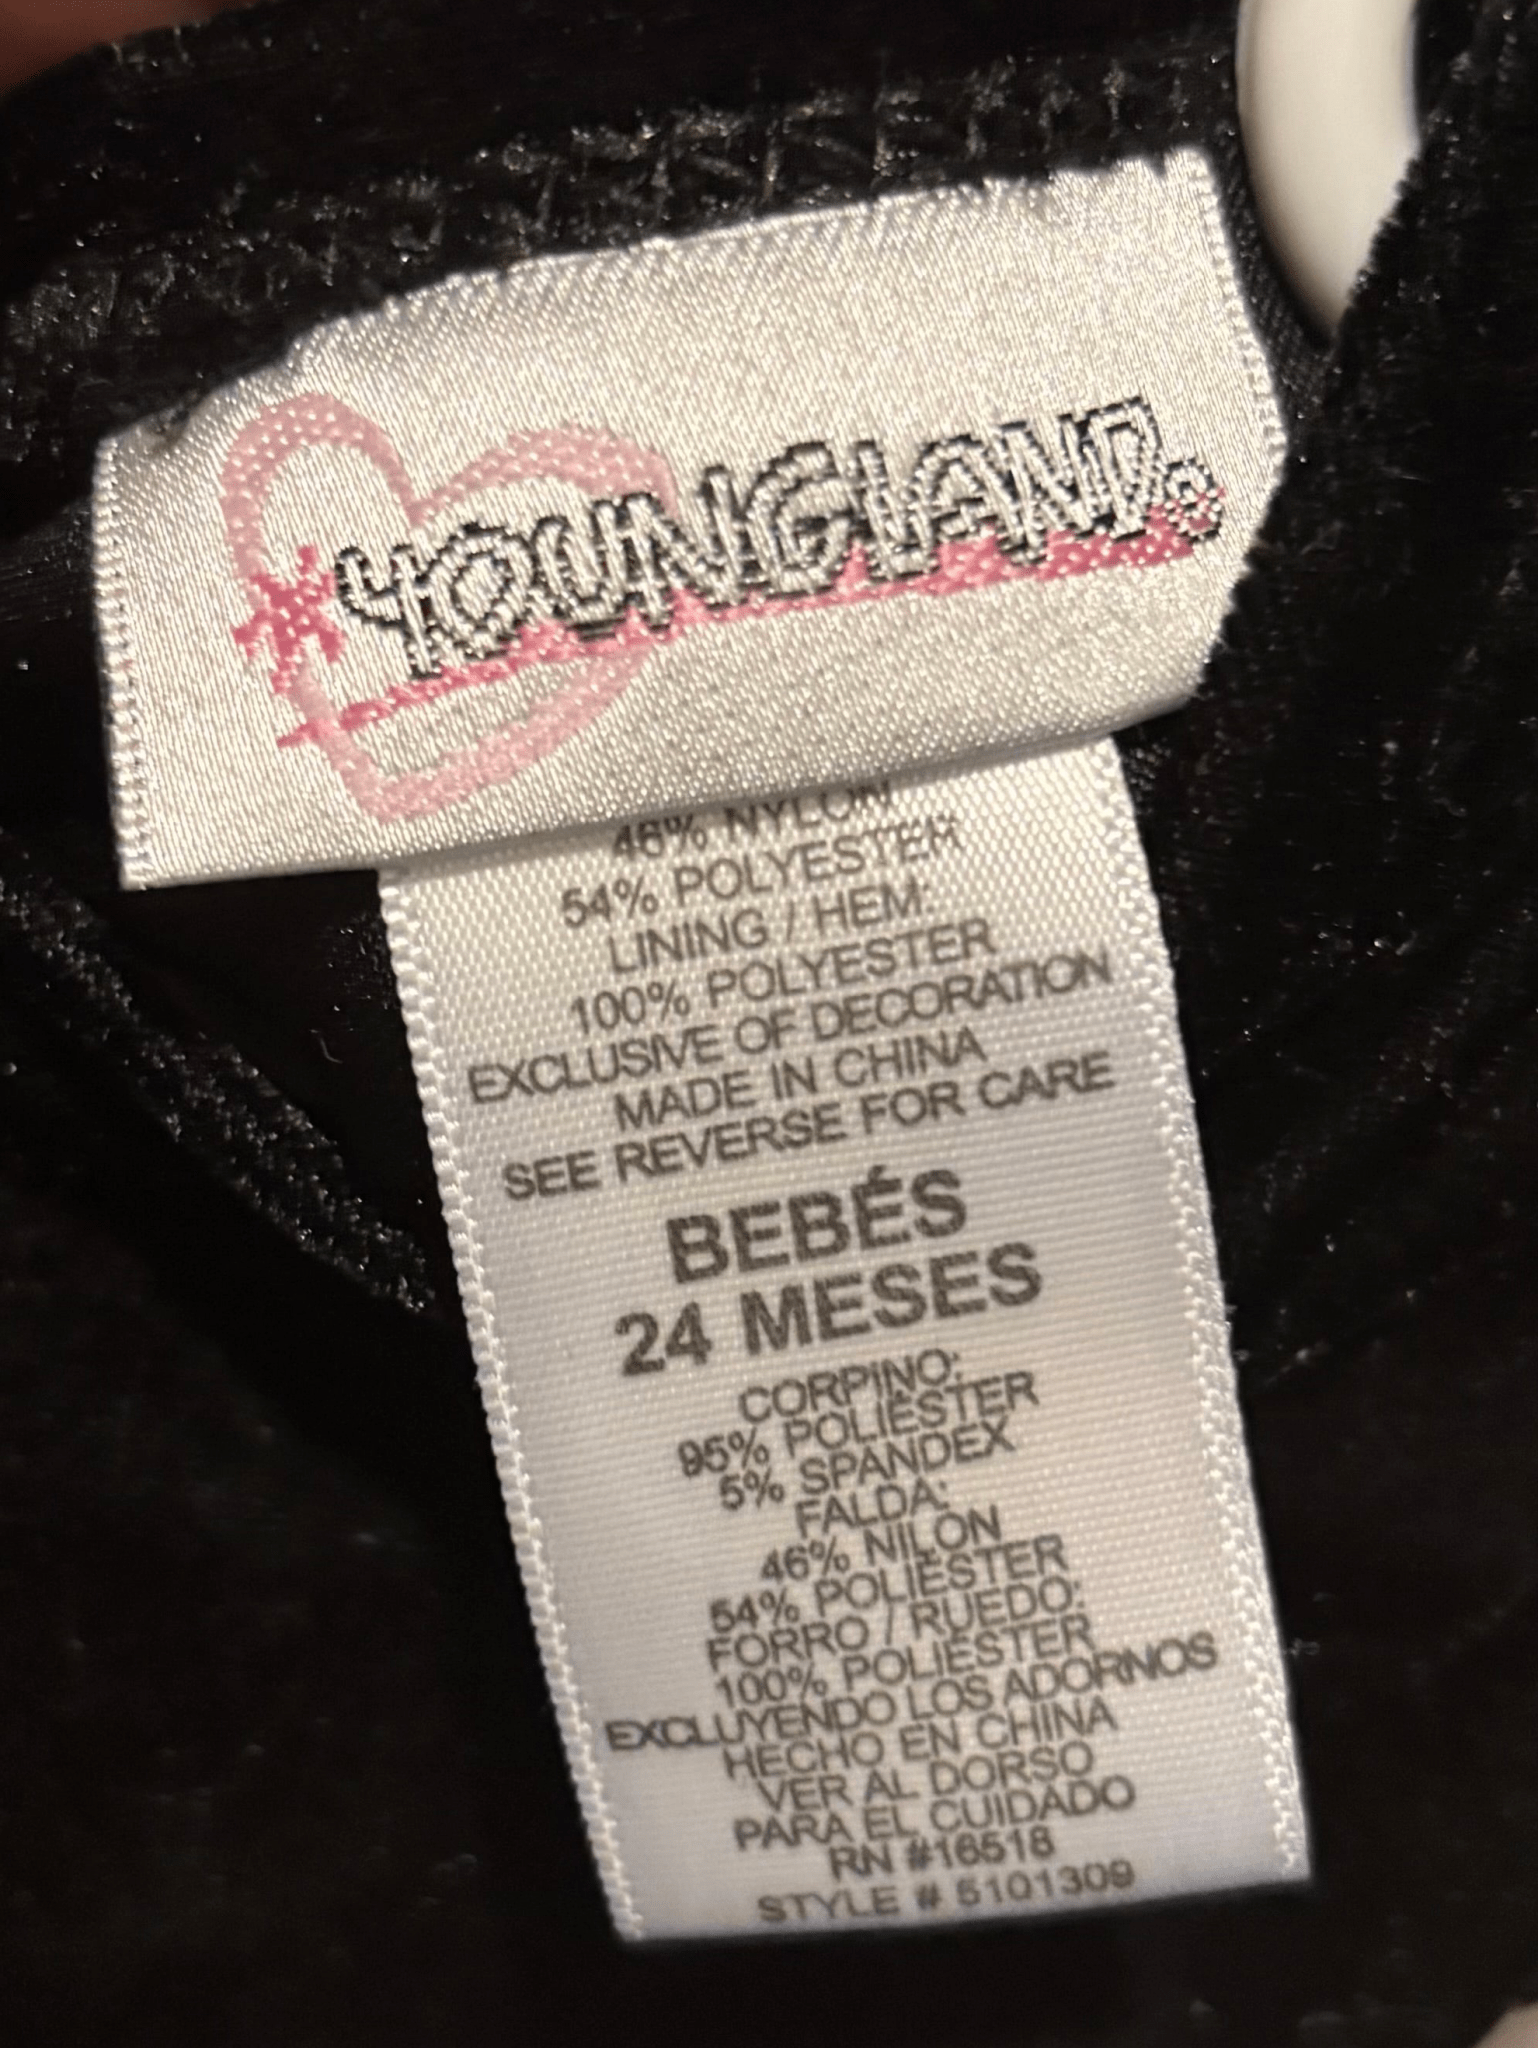 YOUNGLAND®
46% NYLON
54% POLYESTER
LINING / HEM:
100% POLYESTER
EXCLUSIVE OF DECORATION
MADE IN CHINA
SEE REVERSE FOR CARE
BEBÉS
24 MESES
CORPINO:
95% POLIÉSTER
5% SPANDEX
FALDA:
46% NILÓN
54% POLIÉSTER
FORRO / RUEDO:
100% POLIÉSTER
EXCLUYENDO LOS ADORNOS
HECHO EN CHINA
VER AL DORSO
PARA EL CUIDADO
RN #16518
STYLE # 5101309